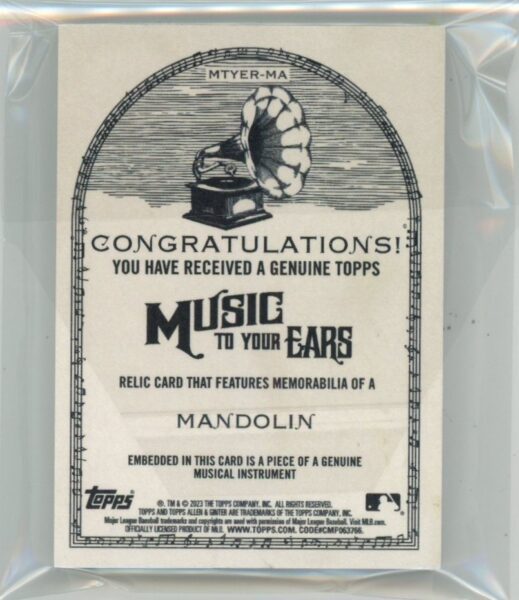 MTYER-MA
CONGRATULATIONS!
YOU HAVE RECEIVED A GENUINE TOPPS
MUSIC
TO YOUR EARS
RELIC CARD THAT FEATURES MEMORABILIA OF A
MANDOLIN
EMBEDDED IN THIS CARD IS A PIECE OF A GENUINE
MUSICAL INSTRUMENT
topps
®, TM & © 2023 THE TOPPS COMPANY, INC. ALL RIGHTS RESERVED.
TOPPS AND TOPPS ALLEN & GINTER ARE TRADEMARKS OF THE TOPPS COMPANY, INC.
Major League Baseball trademarks and copyrights are used with permission of Major League Baseball. Visit MLB.com.
OFFICIALLY LICENSED PRODUCT OF MLB. WWW.TOPPS.COM. CODE#CMP063766.